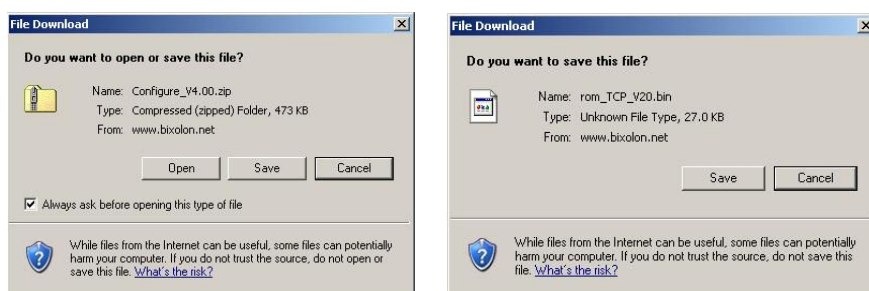 File Download
Do you want to open or save this file?
Name: Configure_V4.00.zip
Type: Compressed (zipped) Folder, 473 KB
From: www.bixolon.net
Open Save Cancel
Always ask before opening this type of file
While files from the Internet can be useful, some files can potentially
harm your computer. If you do not trust the source, do not open or
save this file. What's the risk?
File Download
Do you want to save this file?
Name: rom_TCP_V20.bin
Type: Unknown File Type, 27.0 KB
From: www.bixolon.net
Save Cancel
While files from the Internet can be useful, some files can potentially
harm your computer. If you do not trust the source, do not save this
file. What's the risk?